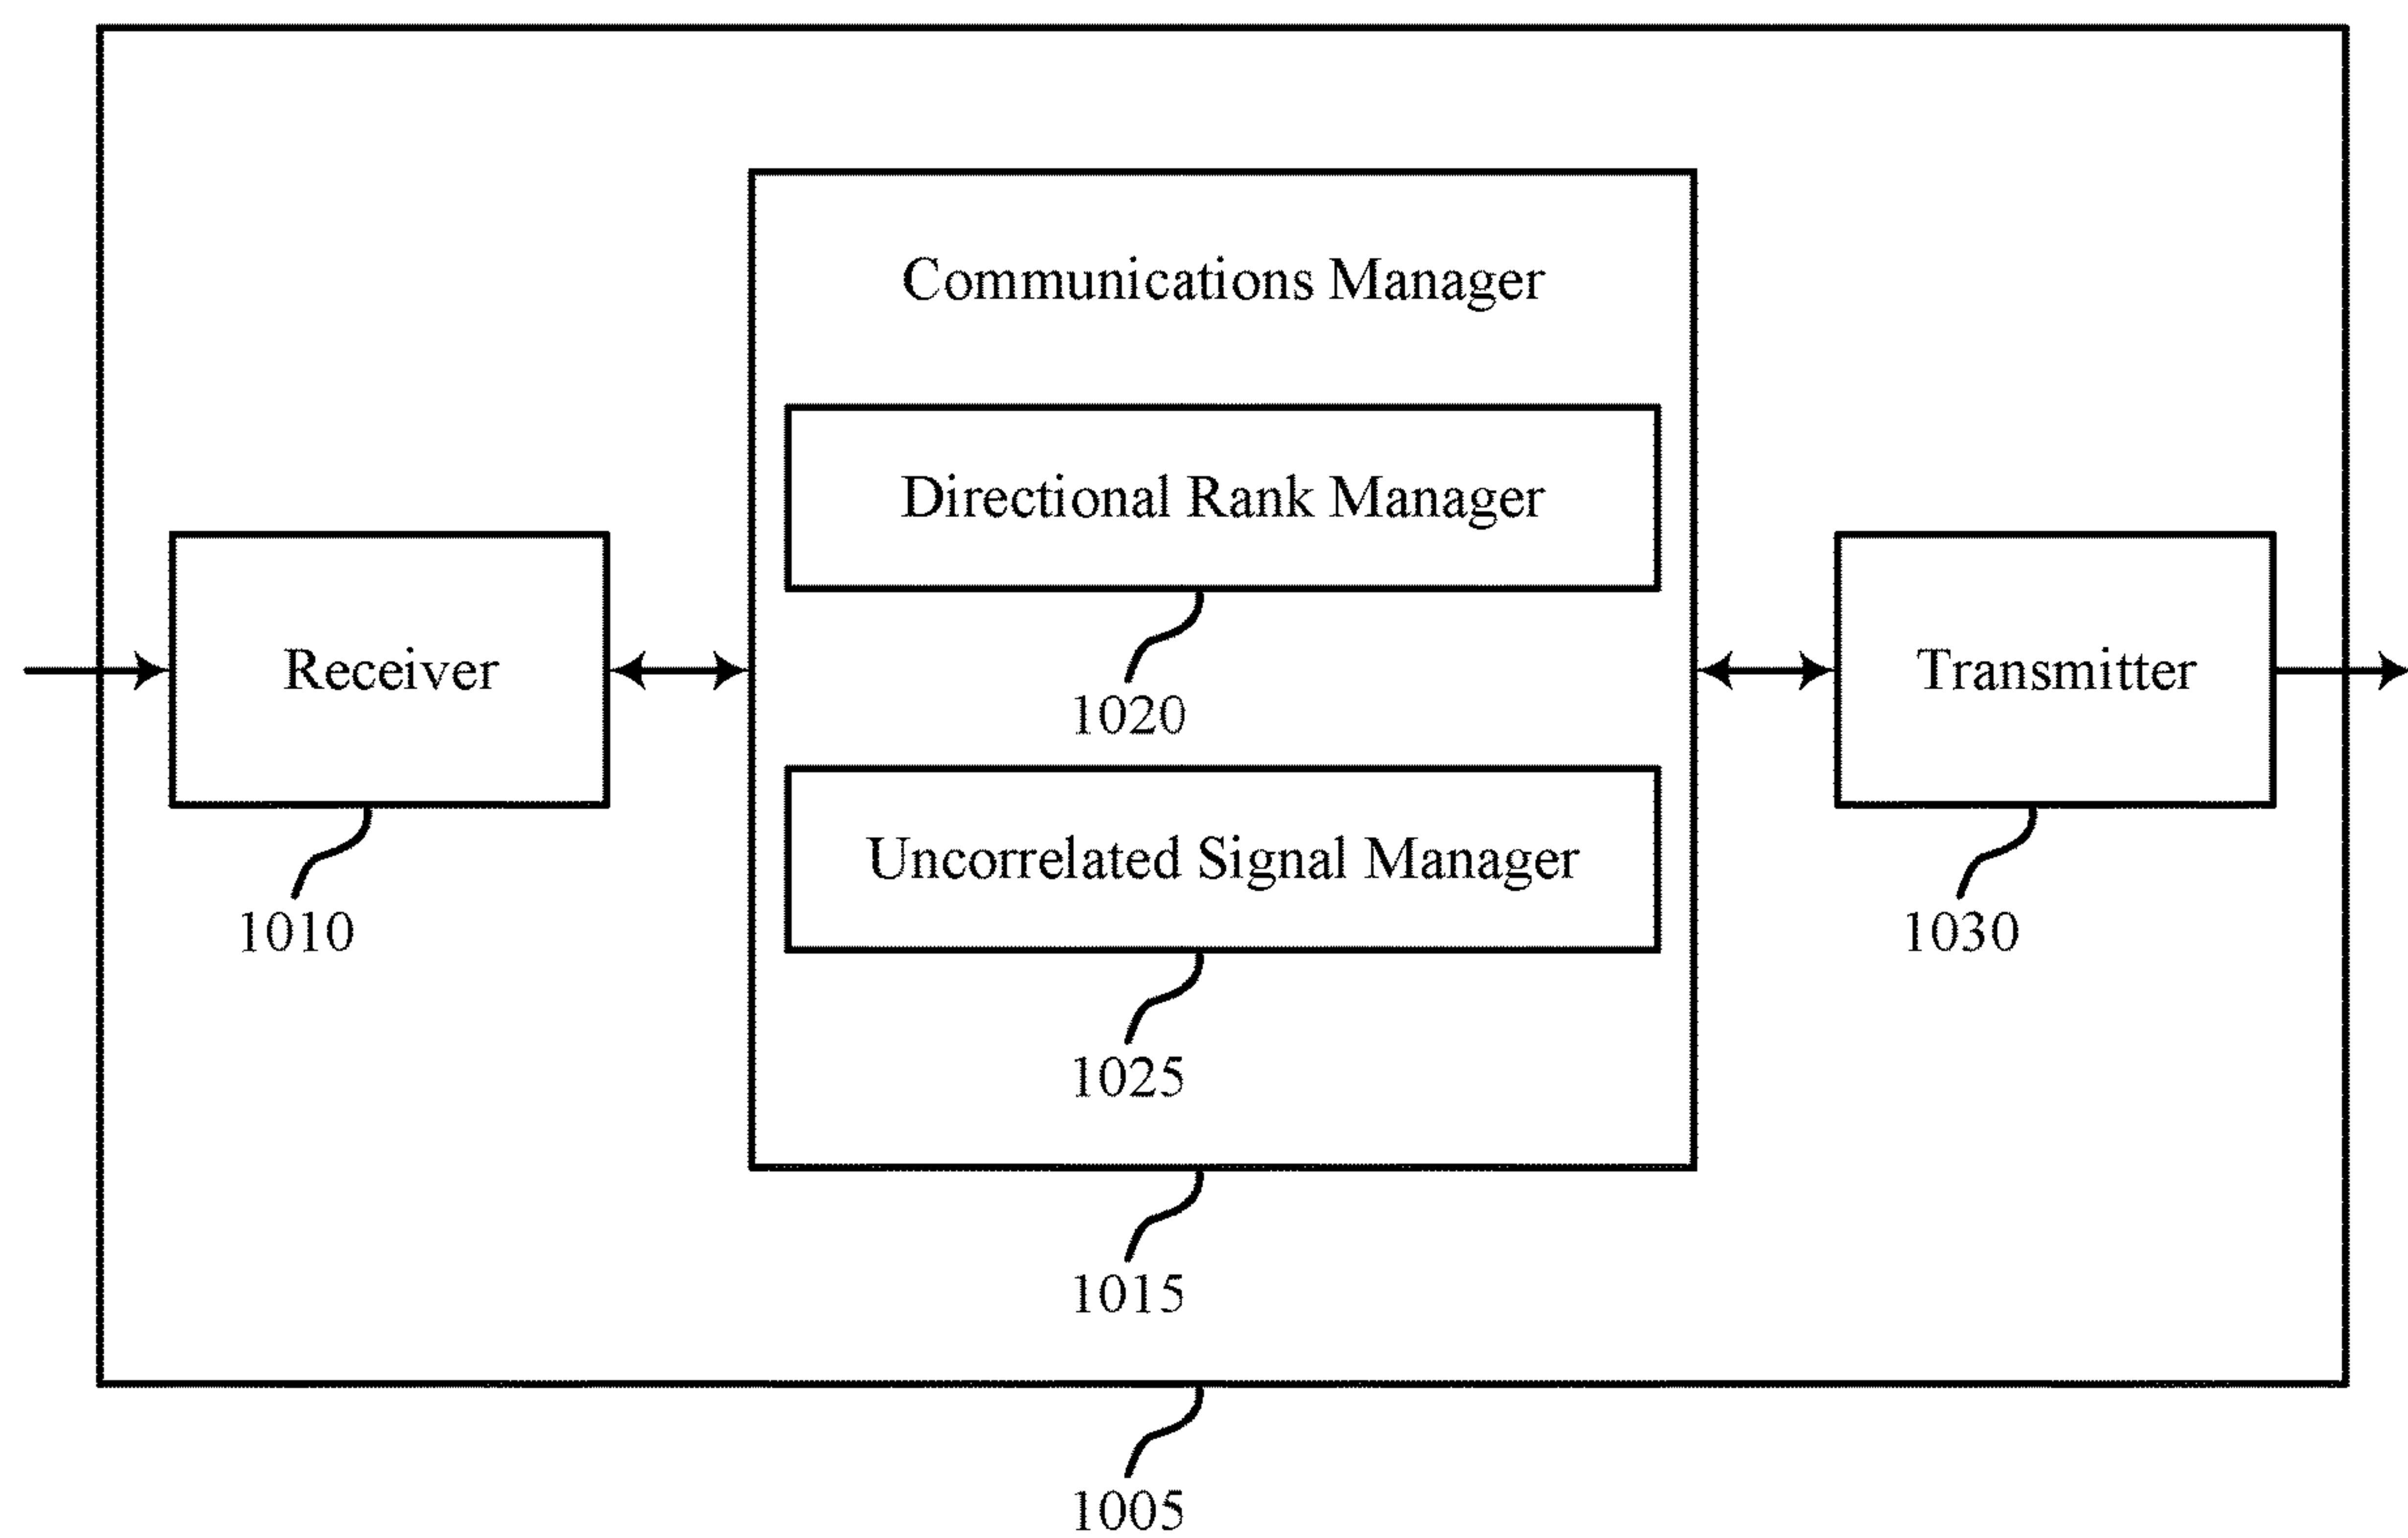 Communications Manager
Directional Rank Manager
Receiver
Transmitter
1020
Uncorrelated Signal Manager
1010
1030
1025
1015
1005